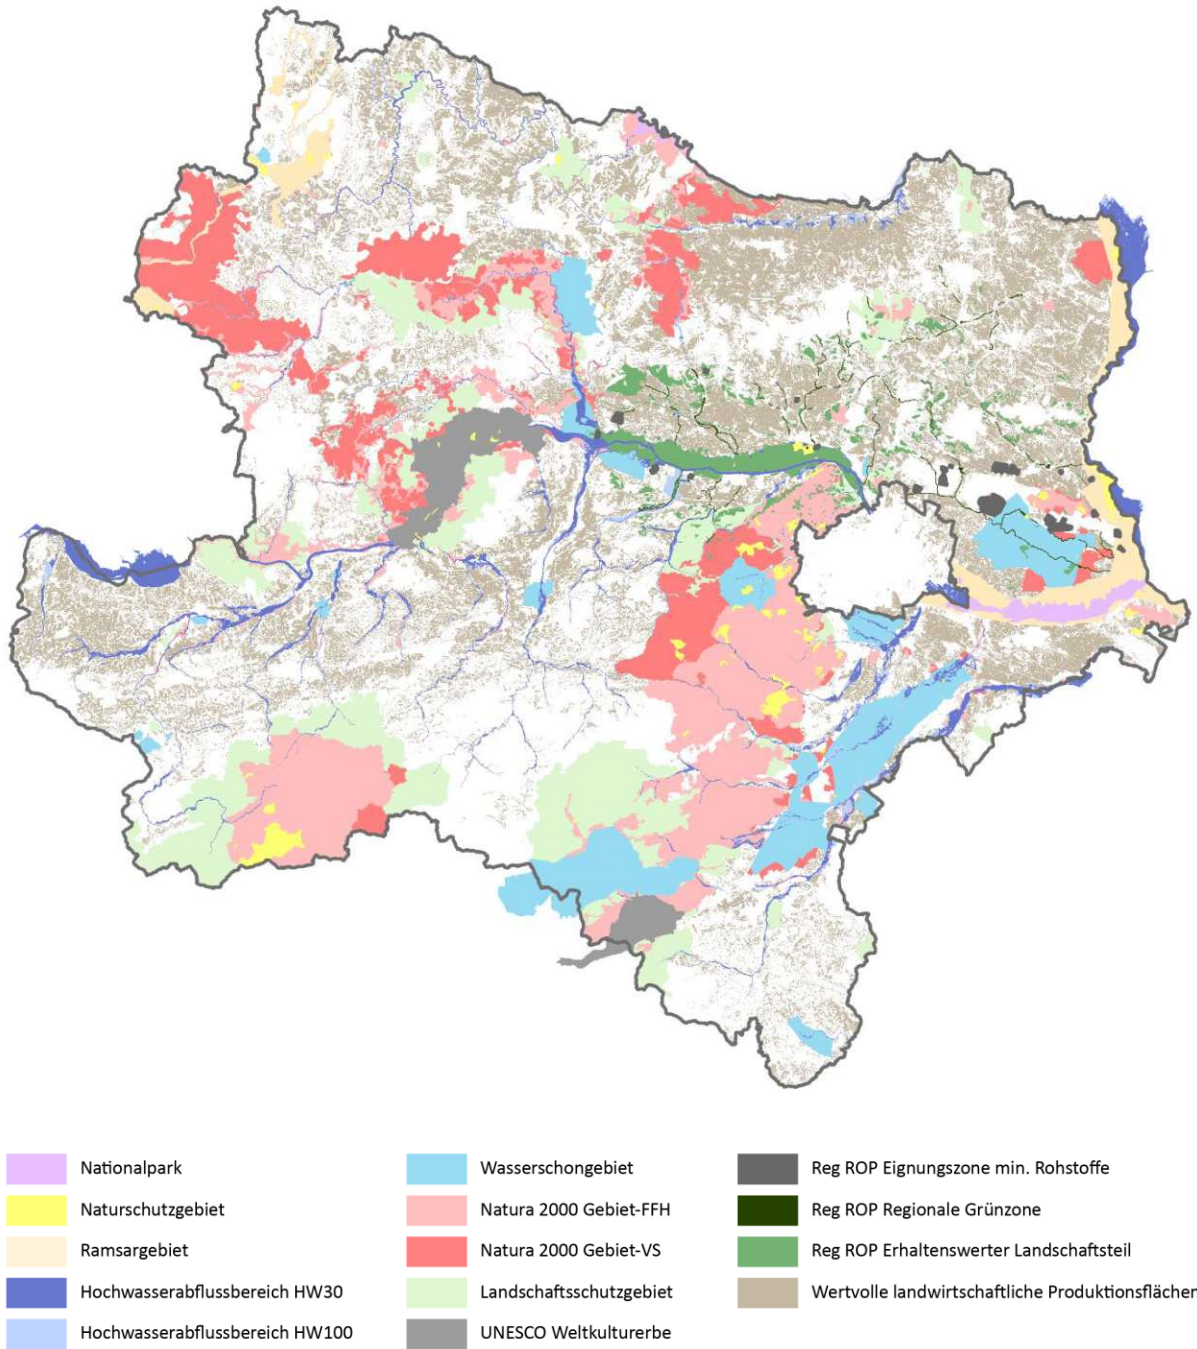 Nationalpark
Naturschutzgebiet
Ramsargebiet
Hochwasserabflussbereich HW30
Hochwasserabflussbereich HW100
Wasserschongebiet
Natura 2000 Gebiet-FFH
Natura 2000 Gebiet-VS
Landschaftsschutzgebiet
UNESCO Weltkulturerbe
Reg ROP Eignungszone min. Rohstoffe
Reg ROP Regionale Grünzone
Reg ROP Erhaltenswerter Landschaftsteil
Wertvolle landwirtschaftliche Produktionsflächen